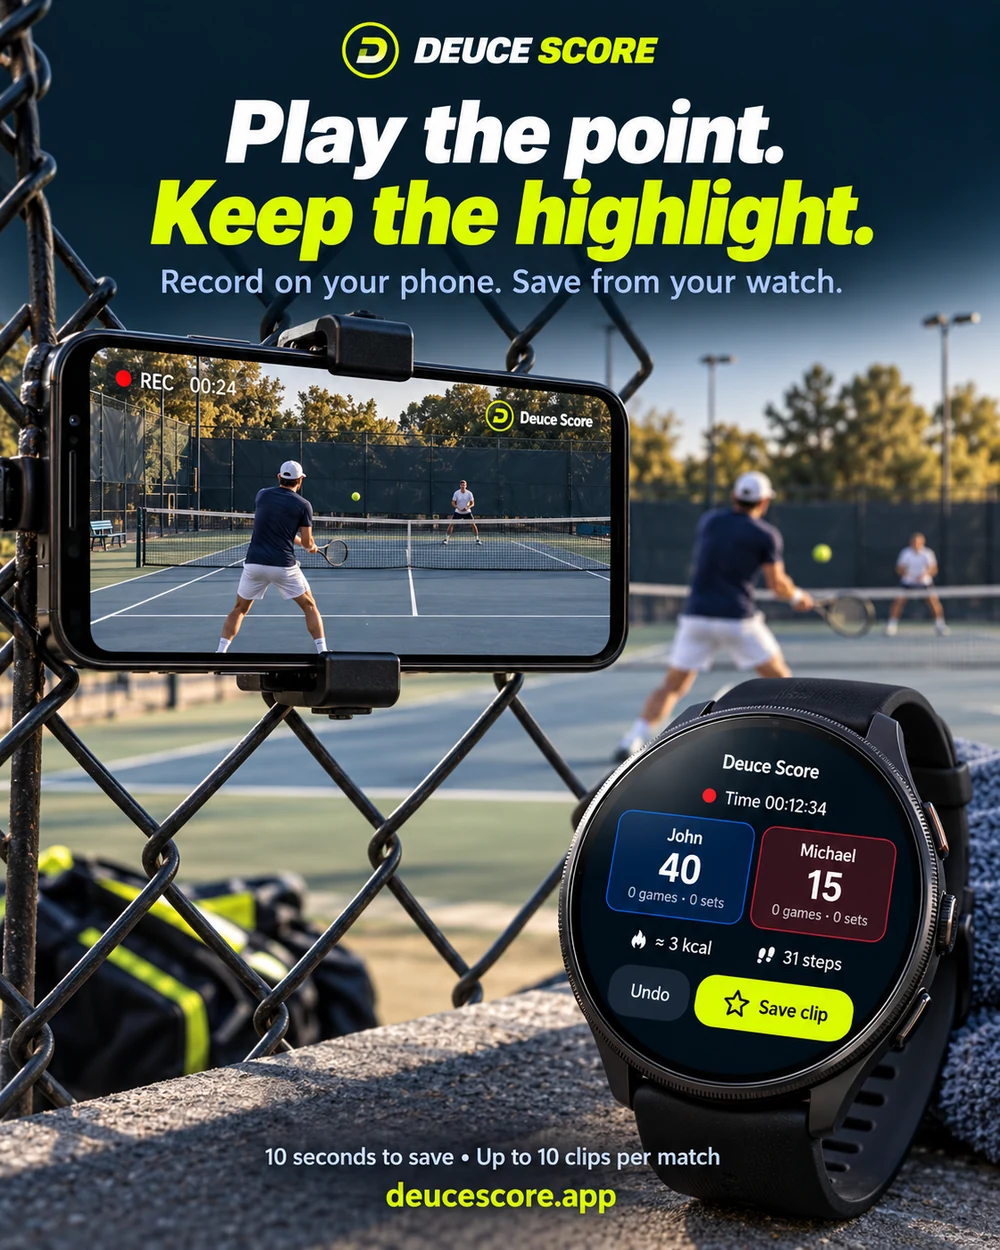 DEUCE SCORE
Play the point.
Keep the highlight.
Record on your phone. Save from your watch.
REC 00:24
Deuce Score
Deuce Score
Time 00:12:34
John
40
0 games • 0 sets
Michael
15
0 games • 0 sets
≈ 3 kcal
31 steps
Undo
Save clip
10 seconds to save • Up to 10 clips per match
deucescore.app